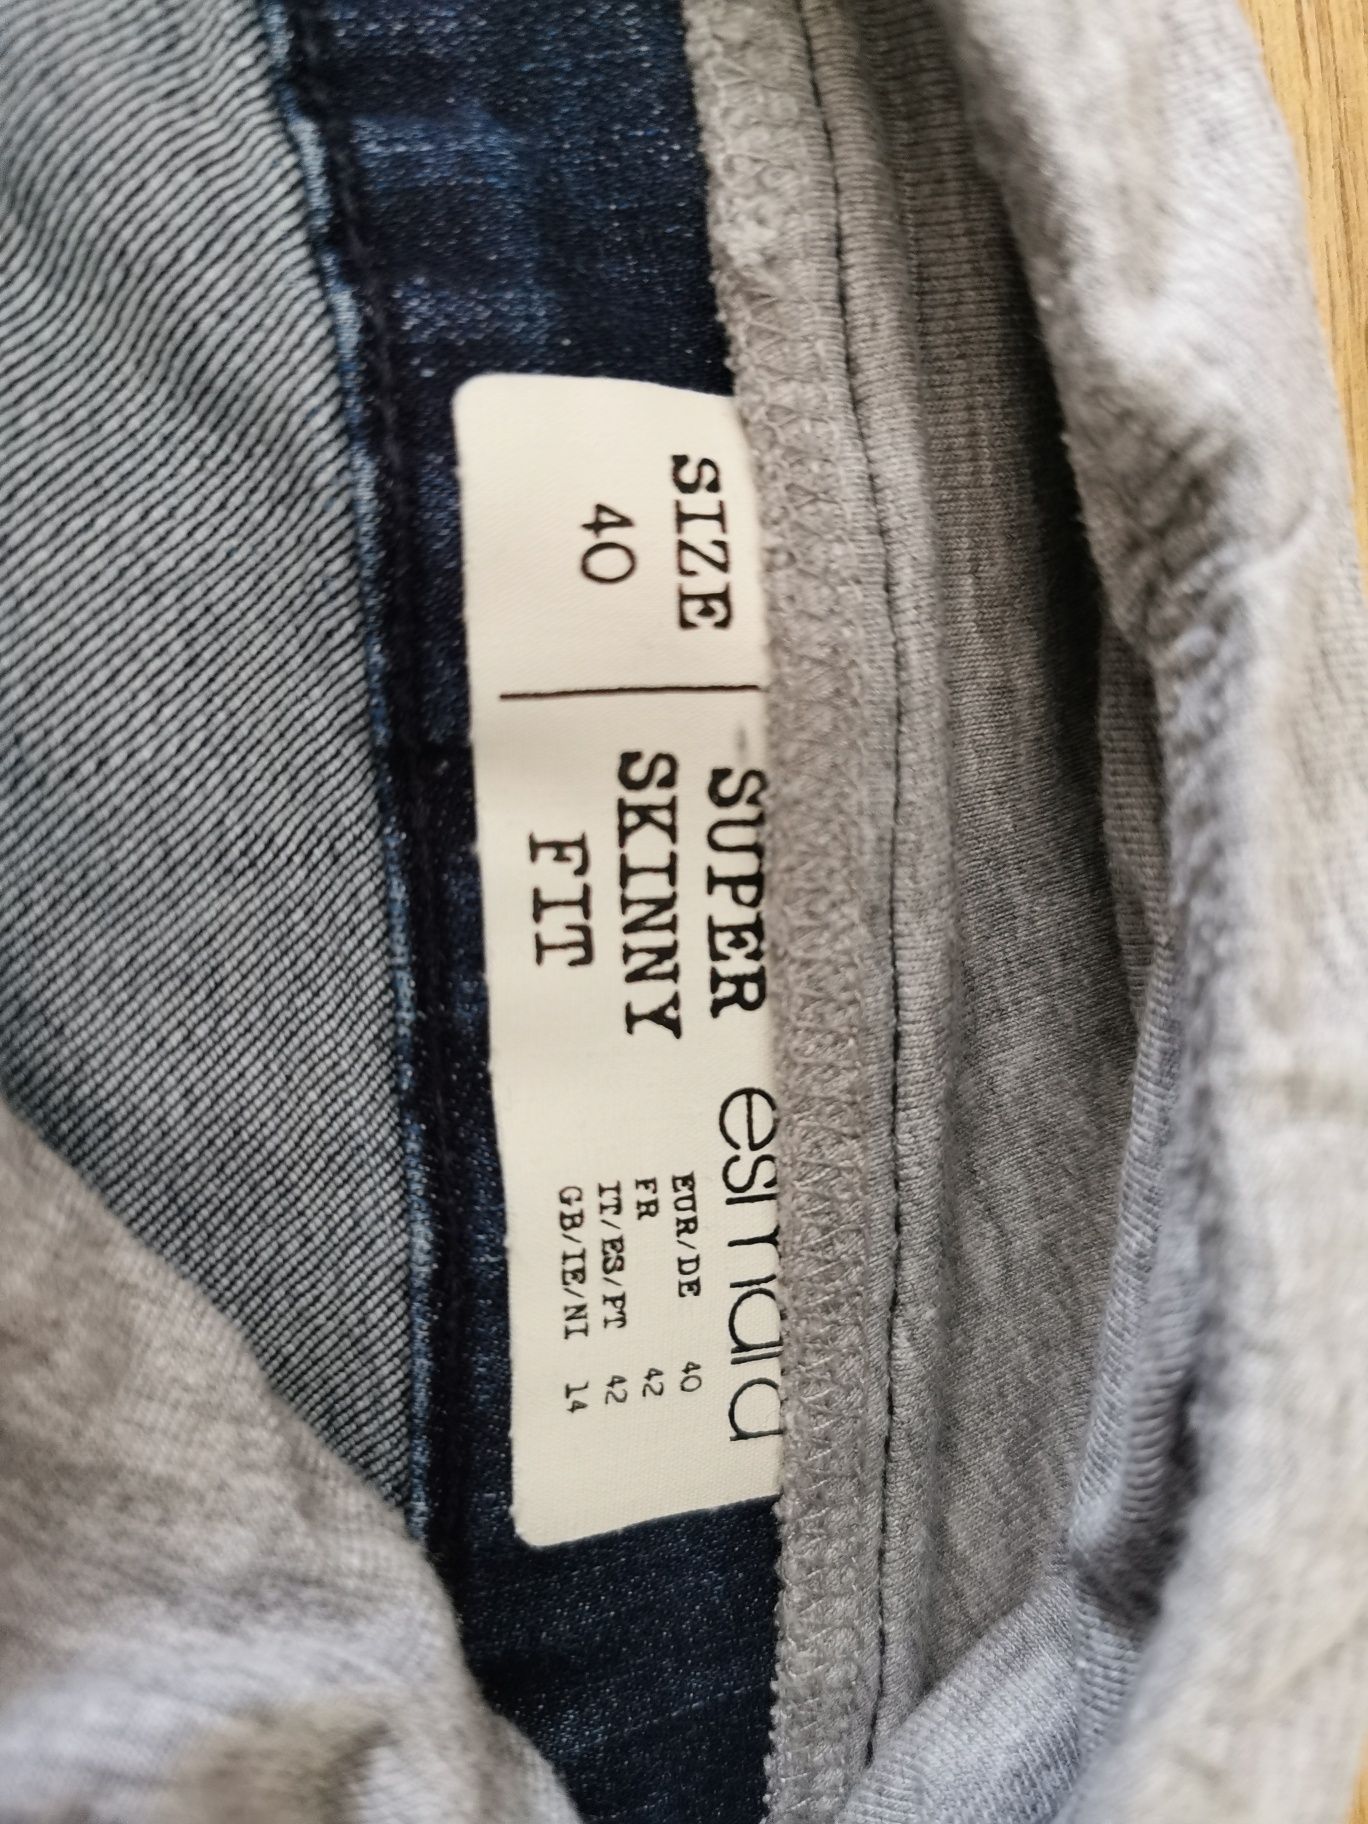 SIZE
40
SUPER
SKINNY
FIT
esmara
EUR/DE 40
FR 42
IT/ES/PT 42
GB/IE/NI 14